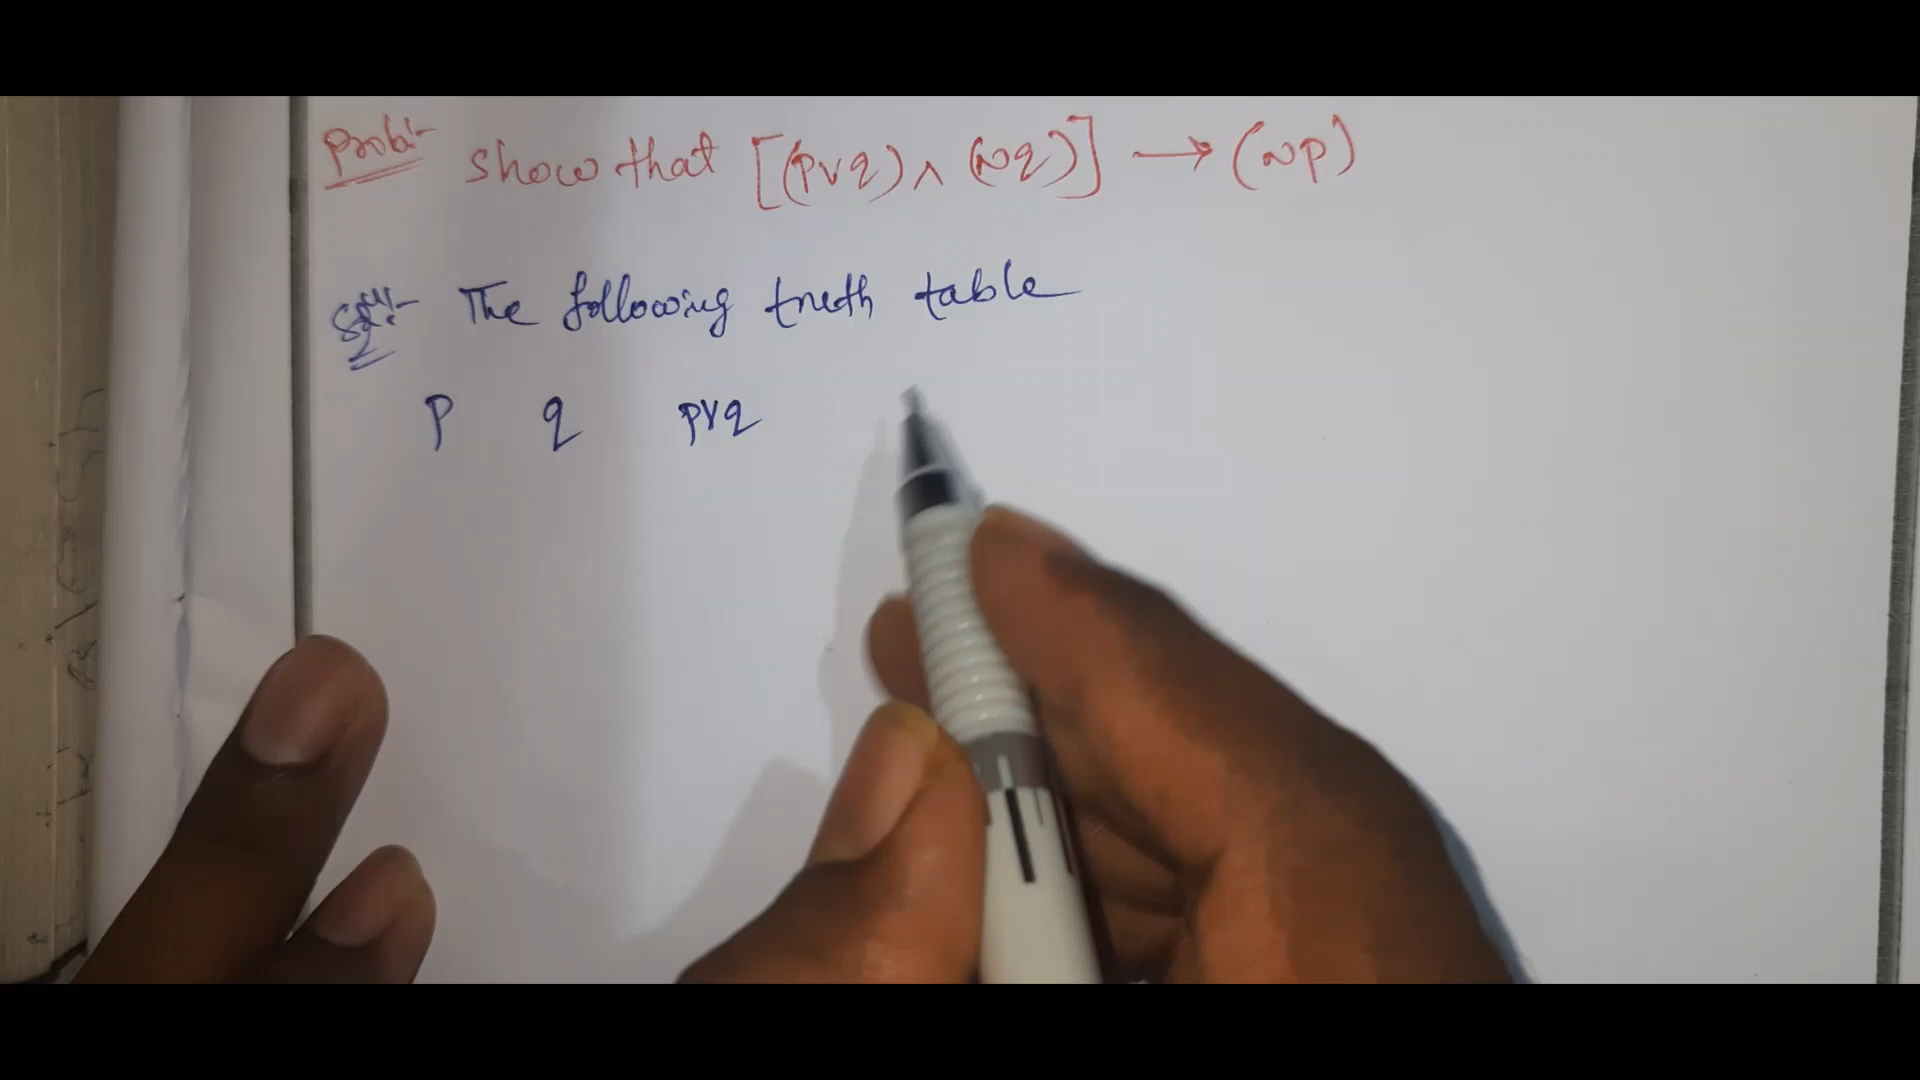 Prob:- show that [(p∨q)∧(~q)] → (~p)
Sol:- The following truth table
p q p∨q